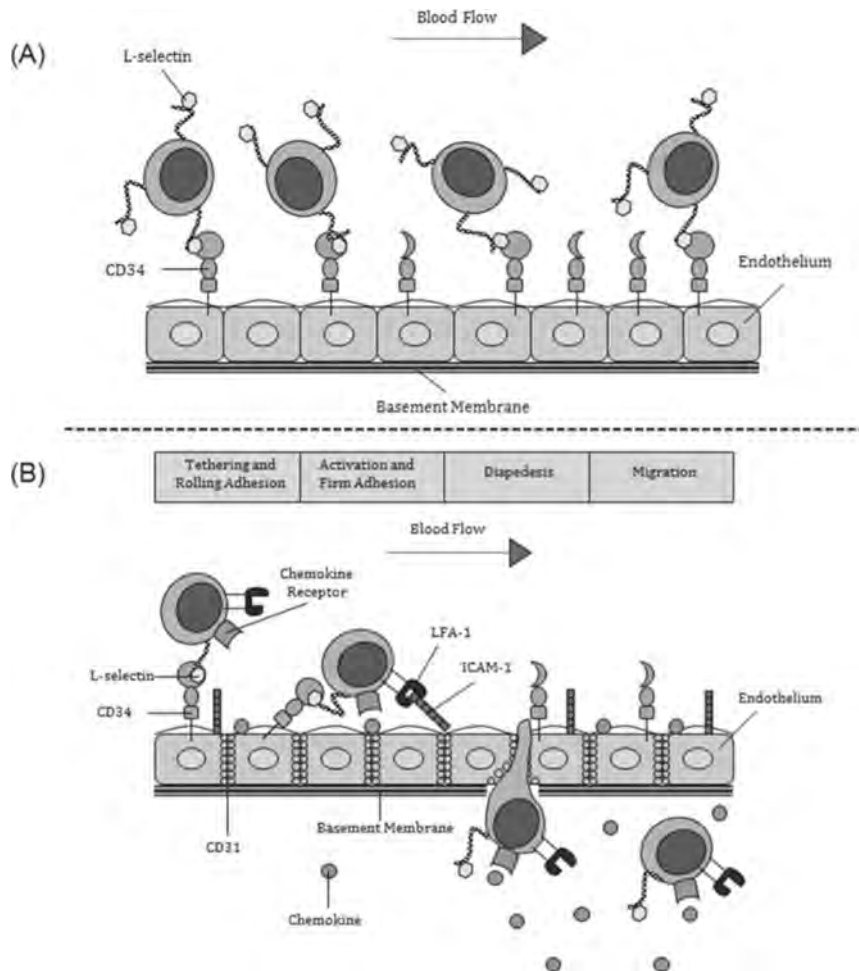 (A)
Blood Flow
L-selectin
CD34
Endothelium
Basement Membrane
(B)
Tethering and
Rolling Adhesion
Activation and
Firm Adhesion
Diapedesis
Migration
Blood Flow
Chemokine
Receptor
LFA-1
ICAM-1
L-selectin
CD34
Endothelium
Basement Membrane
CD31
Chemokine